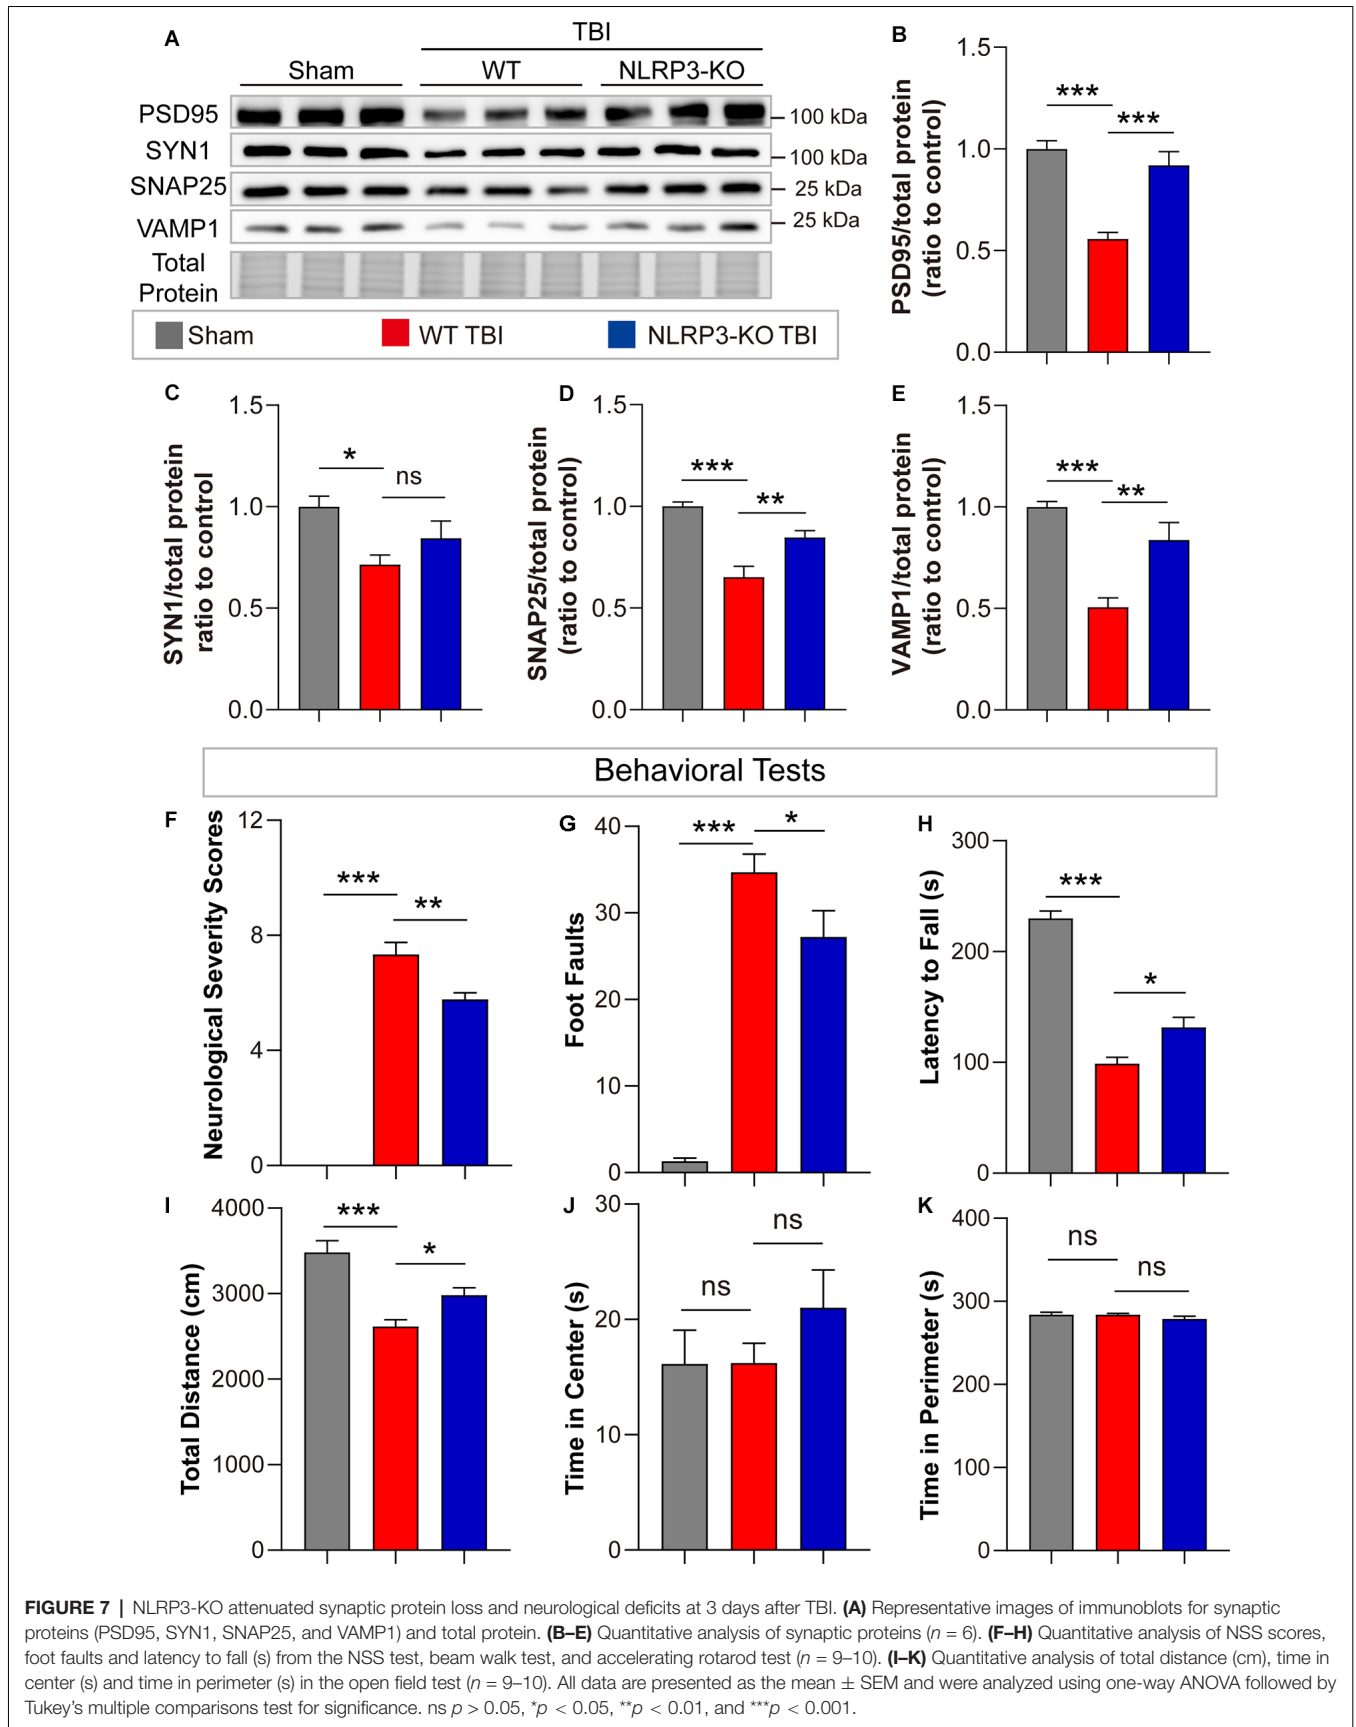 A
TBI
Sham
WT
NLRP3-KO
PSD95
100 kDa
SYN1
100 kDa
SNAP25
25 kDa
VAMP1
25 kDa
Total
Protein
Sham
WT TBI
NLRP3-KO TBI
B
PSD95/total protein
(ratio to control)
1.5
1.0
0.5
0.0
***
***
C
SYN1/total protein
ratio to control
1.5
1.0
0.5
0.0
*
ns
D
SNAP25/total protein
(ratio to control)
1.5
1.0
0.5
0.0
***
**
E
VAMP1/total protein
(ratio to control)
1.5
1.0
0.5
0.0
***
**
Behavioral Tests
F
Neurological Severity Scores
12
8
4
0
***
**
G
Foot Faults
40
30
20
10
0
***
*
H
Latency to Fall (s)
300
200
100
0
***
*
I
Total Distance (cm)
4000
3000
2000
1000
0
***
*
J
Time in Center (s)
30
20
10
0
ns
ns
K
Time in Perimeter (s)
400
300
200
100
0
ns
ns
FIGURE 7 | NLRP3-KO attenuated synaptic protein loss and neurological deficits at 3 days after TBI. (A) Representative images of immunoblots for synaptic
proteins (PSD95, SYN1, SNAP25, and VAMP1) and total protein. (B–E) Quantitative analysis of synaptic proteins (n = 6). (F–H) Quantitative analysis of NSS scores,
foot faults and latency to fall (s) from the NSS test, beam walk test, and accelerating rotarod test (n = 9–10). (I–K) Quantitative analysis of total distance (cm), time in
center (s) and time in perimeter (s) in the open field test (n = 9–10). All data are presented as the mean ± SEM and were analyzed using one-way ANOVA followed by
Tukey's multiple comparisons test for significance. ns p > 0.05, *p < 0.05, **p < 0.01, and ***p < 0.001.